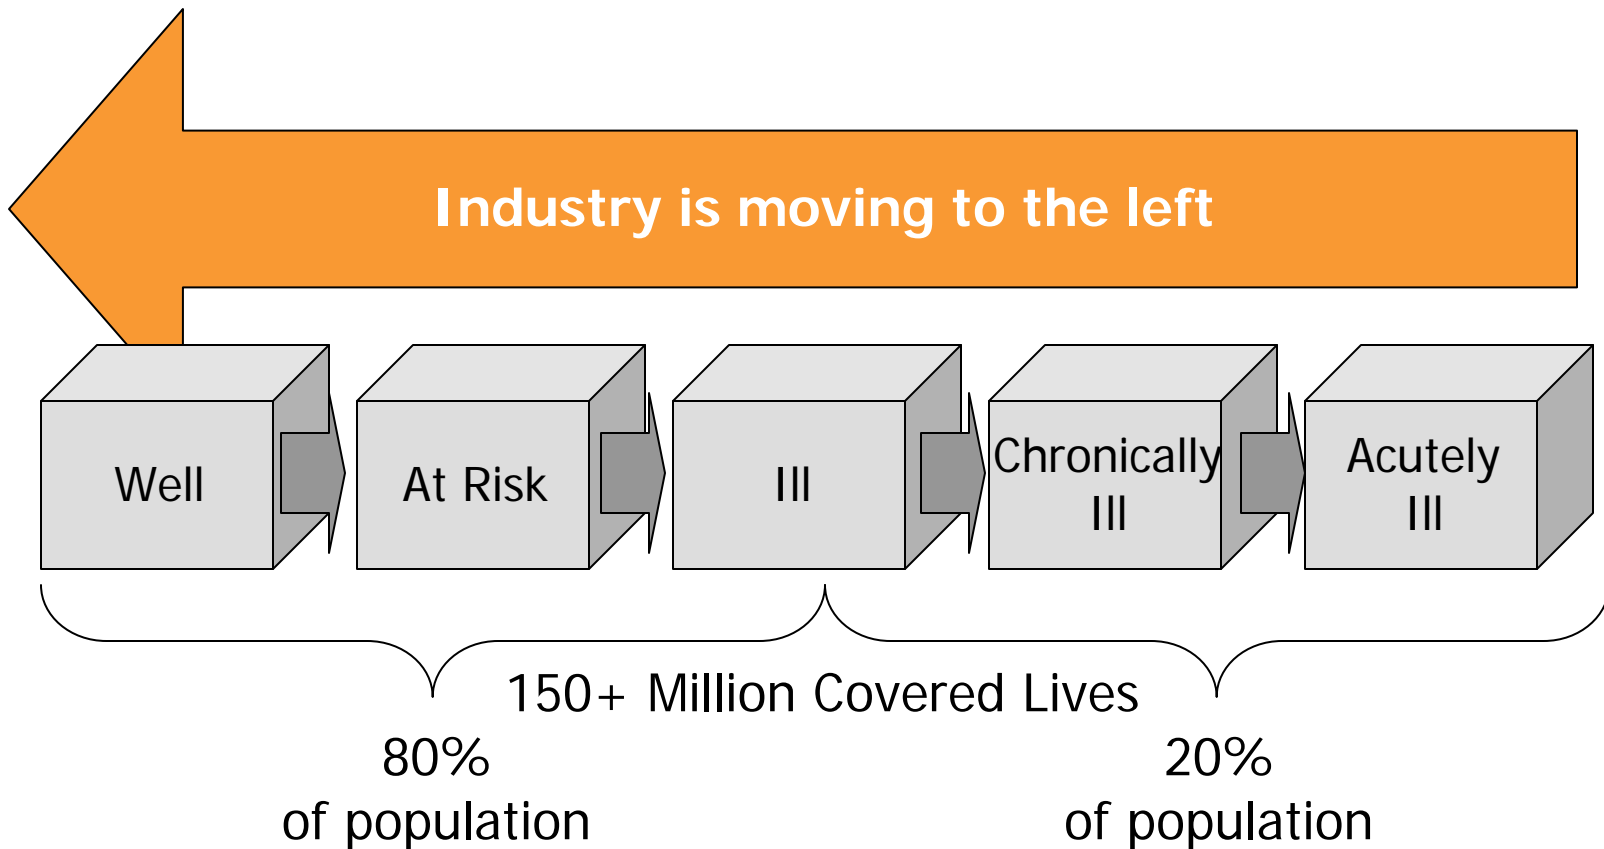 Industry is moving to the left
Well
At Risk
Ill
Chronically
Ill
Acutely
Ill
150+ Million Covered Lives
80%
of population
20%
of population